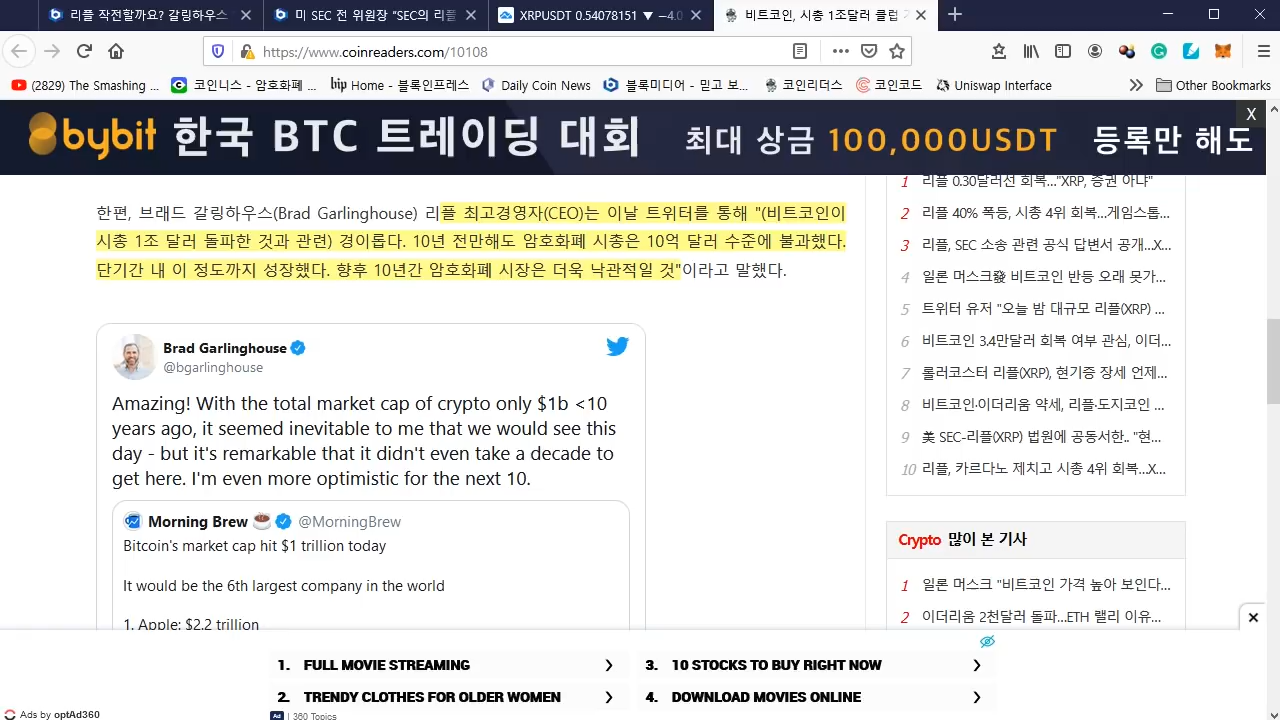 리플 작전할까요? 갈링하우스
미 SEC 전 위원장 "SEC의 리플
XRPUSDT 0.54078151 ▼ −4.0
비트코인, 시총 1조달러 클럽
https://www.coinreaders.com/10108
(2829) The Smashing ...
코인니스 - 암호화폐 ...
bip Home - 블록인프레스
Daily Coin News
블록미디어 - 믿고 보...
코인리더스
코인코드
Uniswap Interface
Other Bookmarks
bybit 한국 BTC 트레이딩 대회 최대 상금 100,000USDT 등록만 해도
X
한편, 브래드 갈링하우스(Brad Garlinghouse) 리플 최고경영자(CEO)는 이날 트위터를 통해 "(비트코인이
시총 1조 달러 돌파한 것과 관련) 경이롭다. 10년 전만해도 암호화폐 시총은 10억 달러 수준에 불과했다.
단기간 내 이 정도까지 성장했다. 향후 10년간 암호화폐 시장은 더욱 낙관적일 것"이라고 말했다.
Brad Garlinghouse
@bgarlinghouse
Amazing! With the total market cap of crypto only $1b <10
years ago, it seemed inevitable to me that we would see this
day - but it's remarkable that it didn't even take a decade to
get here. I'm even more optimistic for the next 10.
Morning Brew ☕ @MorningBrew
Bitcoin's market cap hit $1 trillion today
It would be the 6th largest company in the world
1. Apple: $2.2 trillion
1 리플 0.30달러선 회복..."XRP, 증권 아냐"
2 리플 40% 폭등, 시총 4위 회복...게임스톱...
3 리플, SEC 소송 관련 공식 답변서 공개...X...
4 일론 머스크發 비트코인 반등 오래 못가...
5 트위터 유저 "오늘 밤 대규모 리플(XRP) ...
6 비트코인 3.4만달러 회복 여부 관심, 이더...
7 롤러코스터 리플(XRP), 현기증 장세 언제...
8 비트코인·이더리움 약세, 리플·도지코인 ...
9 美 SEC-리플(XRP) 법원에 공동서한.. "현...
10 리플, 카르다노 제치고 시총 4위 회복...X...
Crypto 많이 본 기사
1 일론 머스크 "비트코인 가격 높아 보인다...
2 이더리움 2천달러 돌파...ETH 랠리 이유...
1. FULL MOVIE STREAMING
2. TRENDY CLOTHES FOR OLDER WOMEN
3. 10 STOCKS TO BUY RIGHT NOW
4. DOWNLOAD MOVIES ONLINE
Ad | 360 Topics
Ads by optAd360